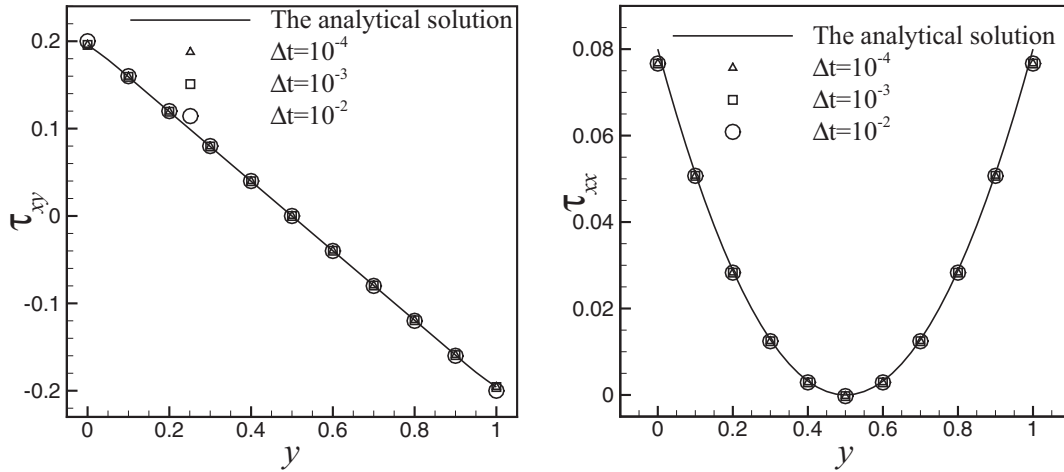 The analytical solution
Δt=10⁻⁴
Δt=10⁻³
Δt=10⁻²
0.2
0.1
0
-0.1
-0.2
τxy
0 0.2 0.4 0.6 0.8 1
y
The analytical solution
Δt=10⁻⁴
Δt=10⁻³
Δt=10⁻²
0.08
0.06
0.04
0.02
0
τxx
0 0.2 0.4 0.6 0.8 1
y